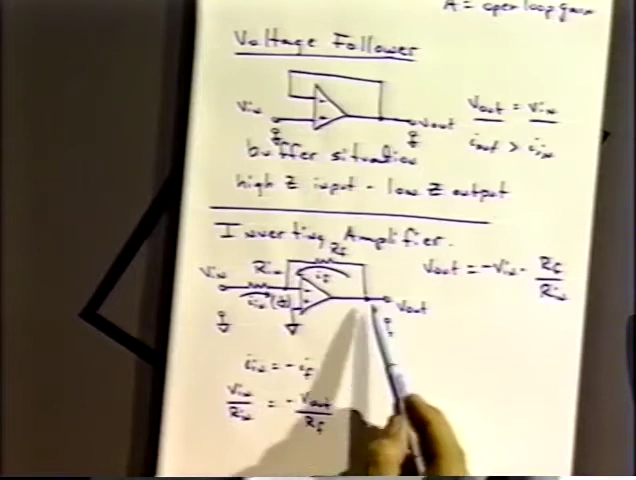 A = open loop gain
Voltage Follower
Vin
Vout
Vout = Vin
iout > iin
buffer situation
high Z input - low Z output
Inverting Amplifier.
Rf
Vin Rin if
Vout = -Vin · Rf/Rin
iin
Vout
iin = -if
Vin/Rin = -Vout/Rf